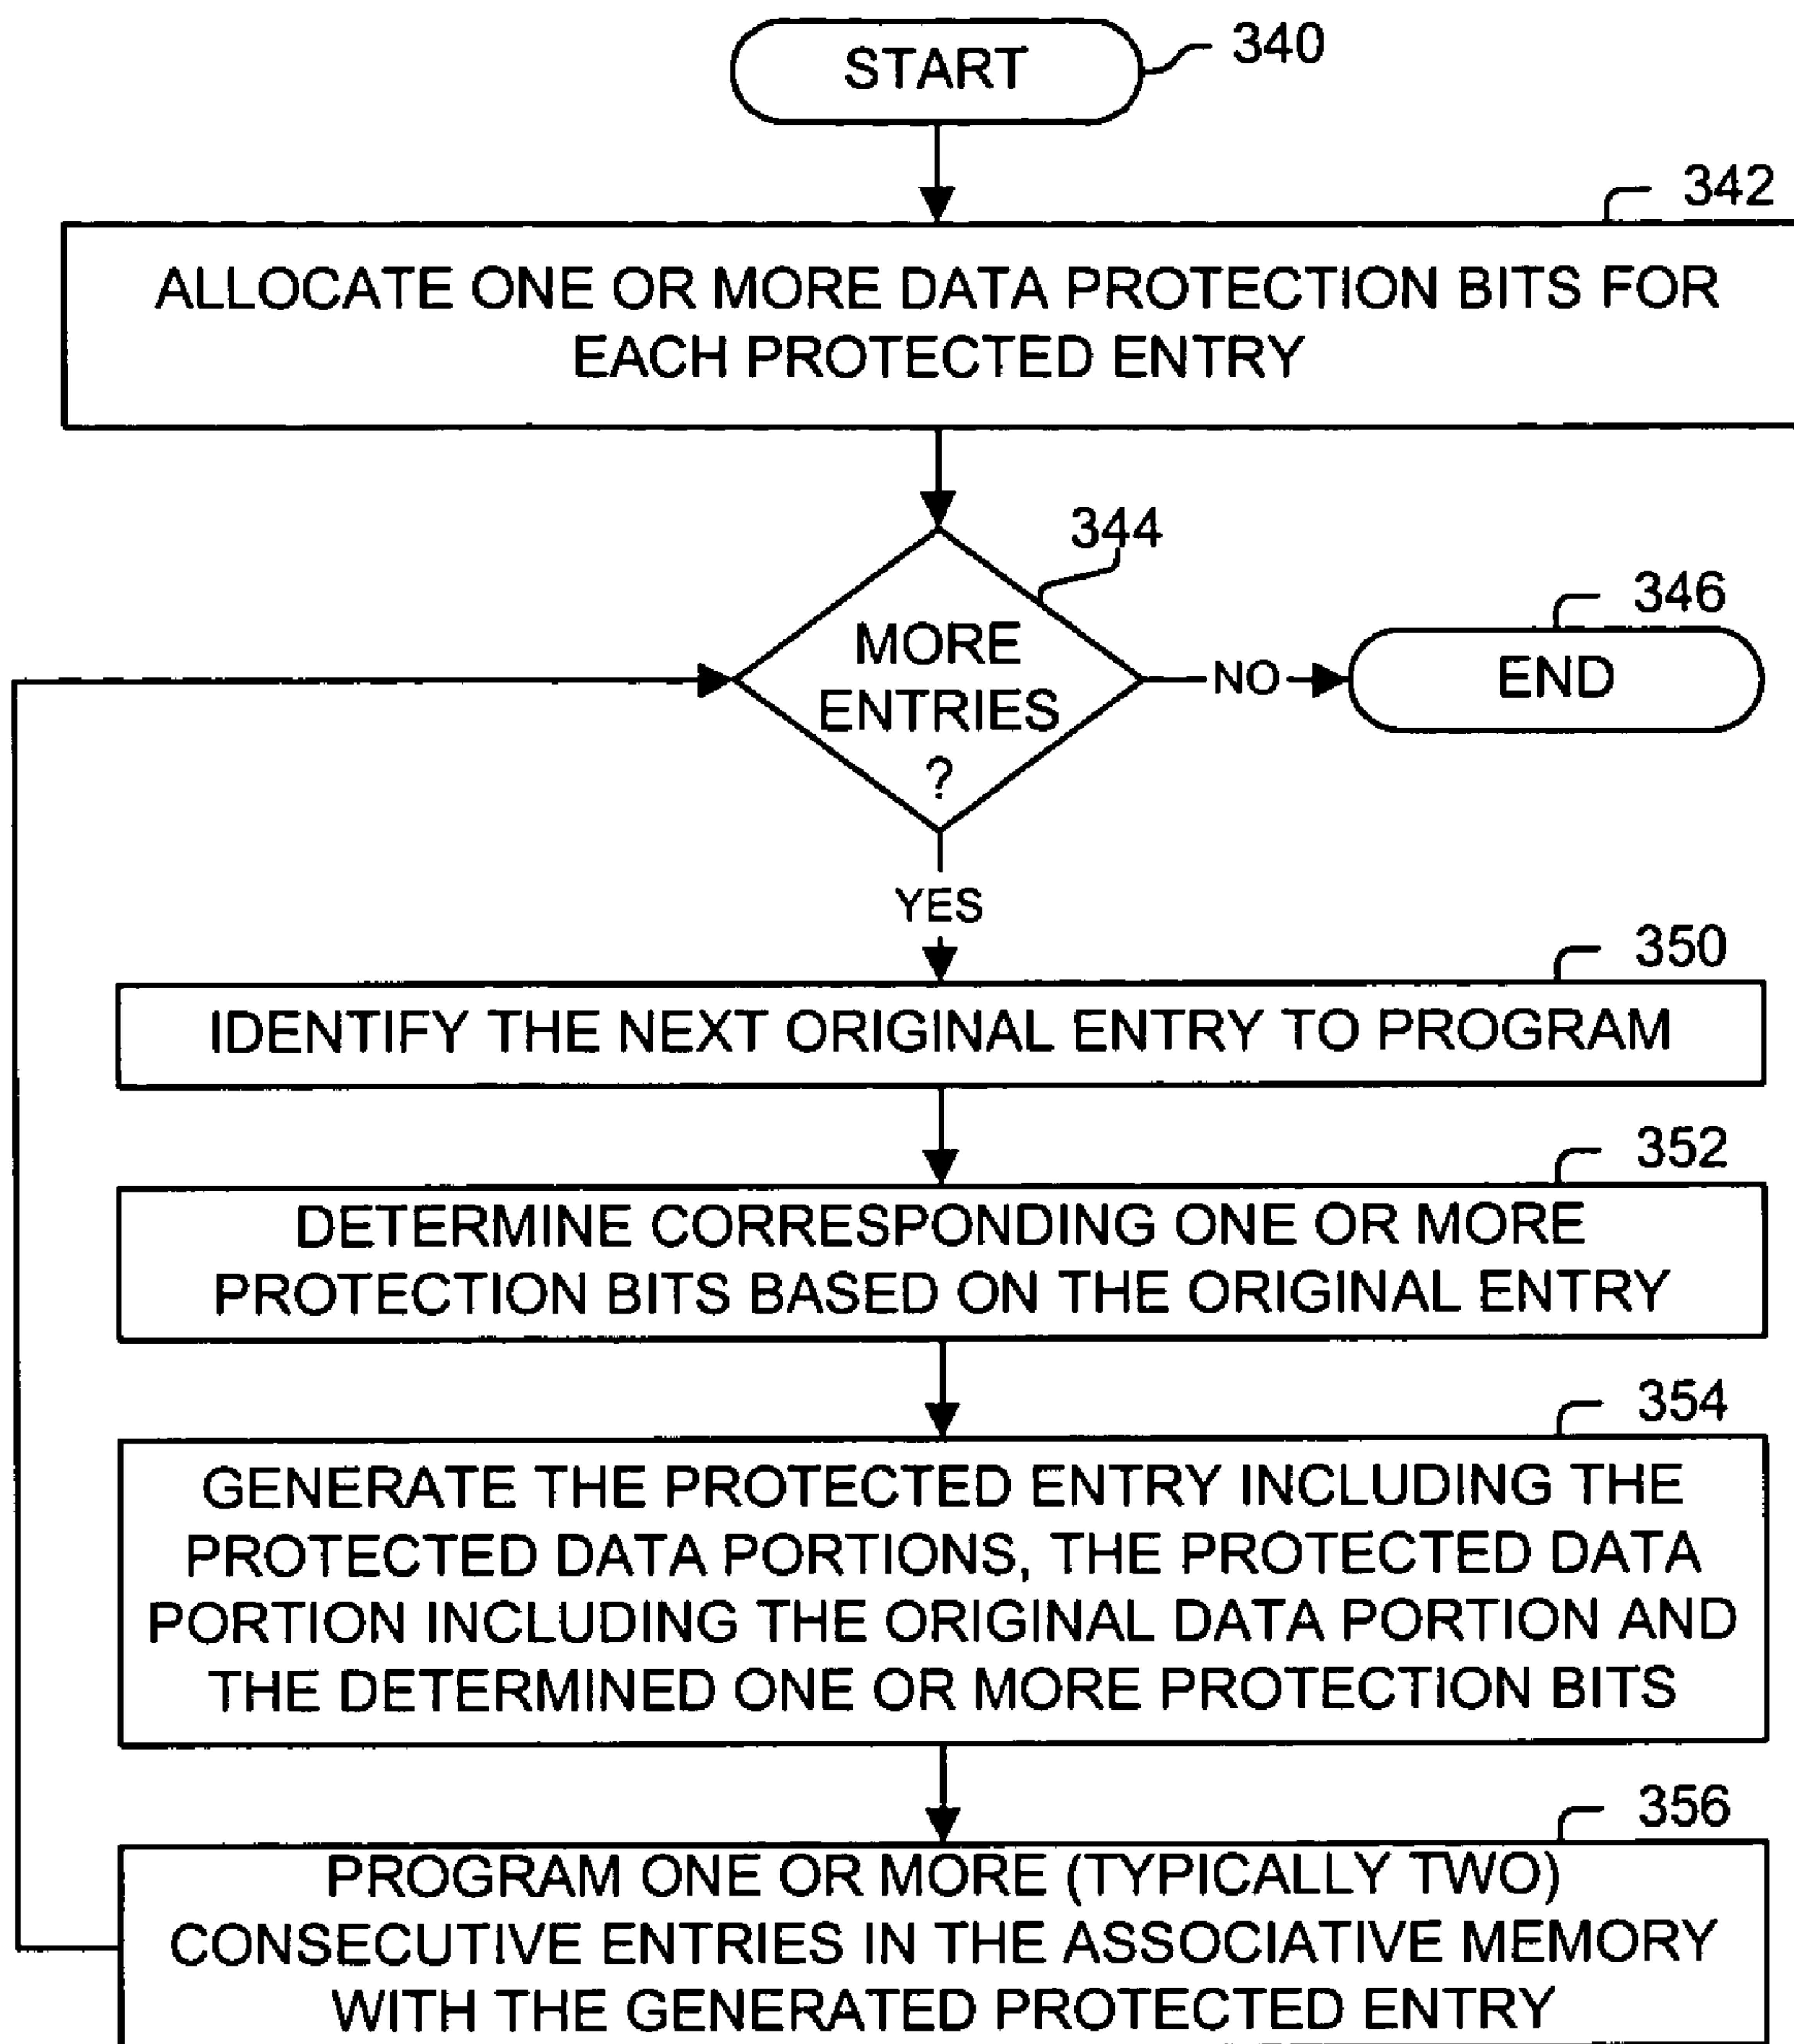 START
340
342
ALLOCATE ONE OR MORE DATA PROTECTION BITS FOR
EACH PROTECTED ENTRY
344
MORE
ENTRIES
?
NO
346
END
YES
350
IDENTIFY THE NEXT ORIGINAL ENTRY TO PROGRAM
352
DETERMINE CORRESPONDING ONE OR MORE
PROTECTION BITS BASED ON THE ORIGINAL ENTRY
354
GENERATE THE PROTECTED ENTRY INCLUDING THE
PROTECTED DATA PORTIONS, THE PROTECTED DATA
PORTION INCLUDING THE ORIGINAL DATA PORTION AND
THE DETERMINED ONE OR MORE PROTECTION BITS
356
PROGRAM ONE OR MORE (TYPICALLY TWO)
CONSECUTIVE ENTRIES IN THE ASSOCIATIVE MEMORY
WITH THE GENERATED PROTECTED ENTRY